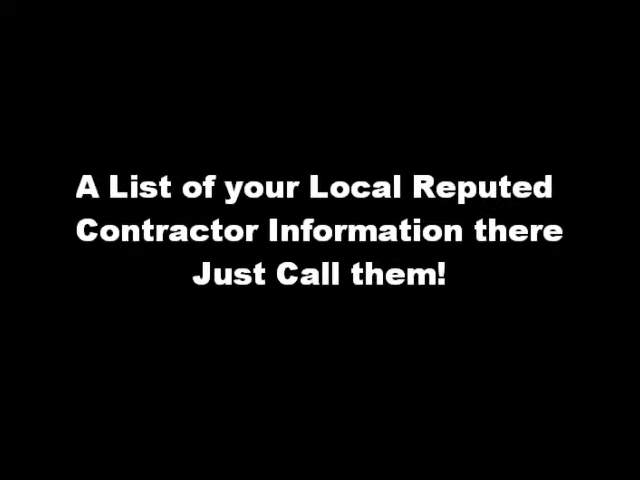 A List of your Local Reputed
Contractor Information there
Just Call them!